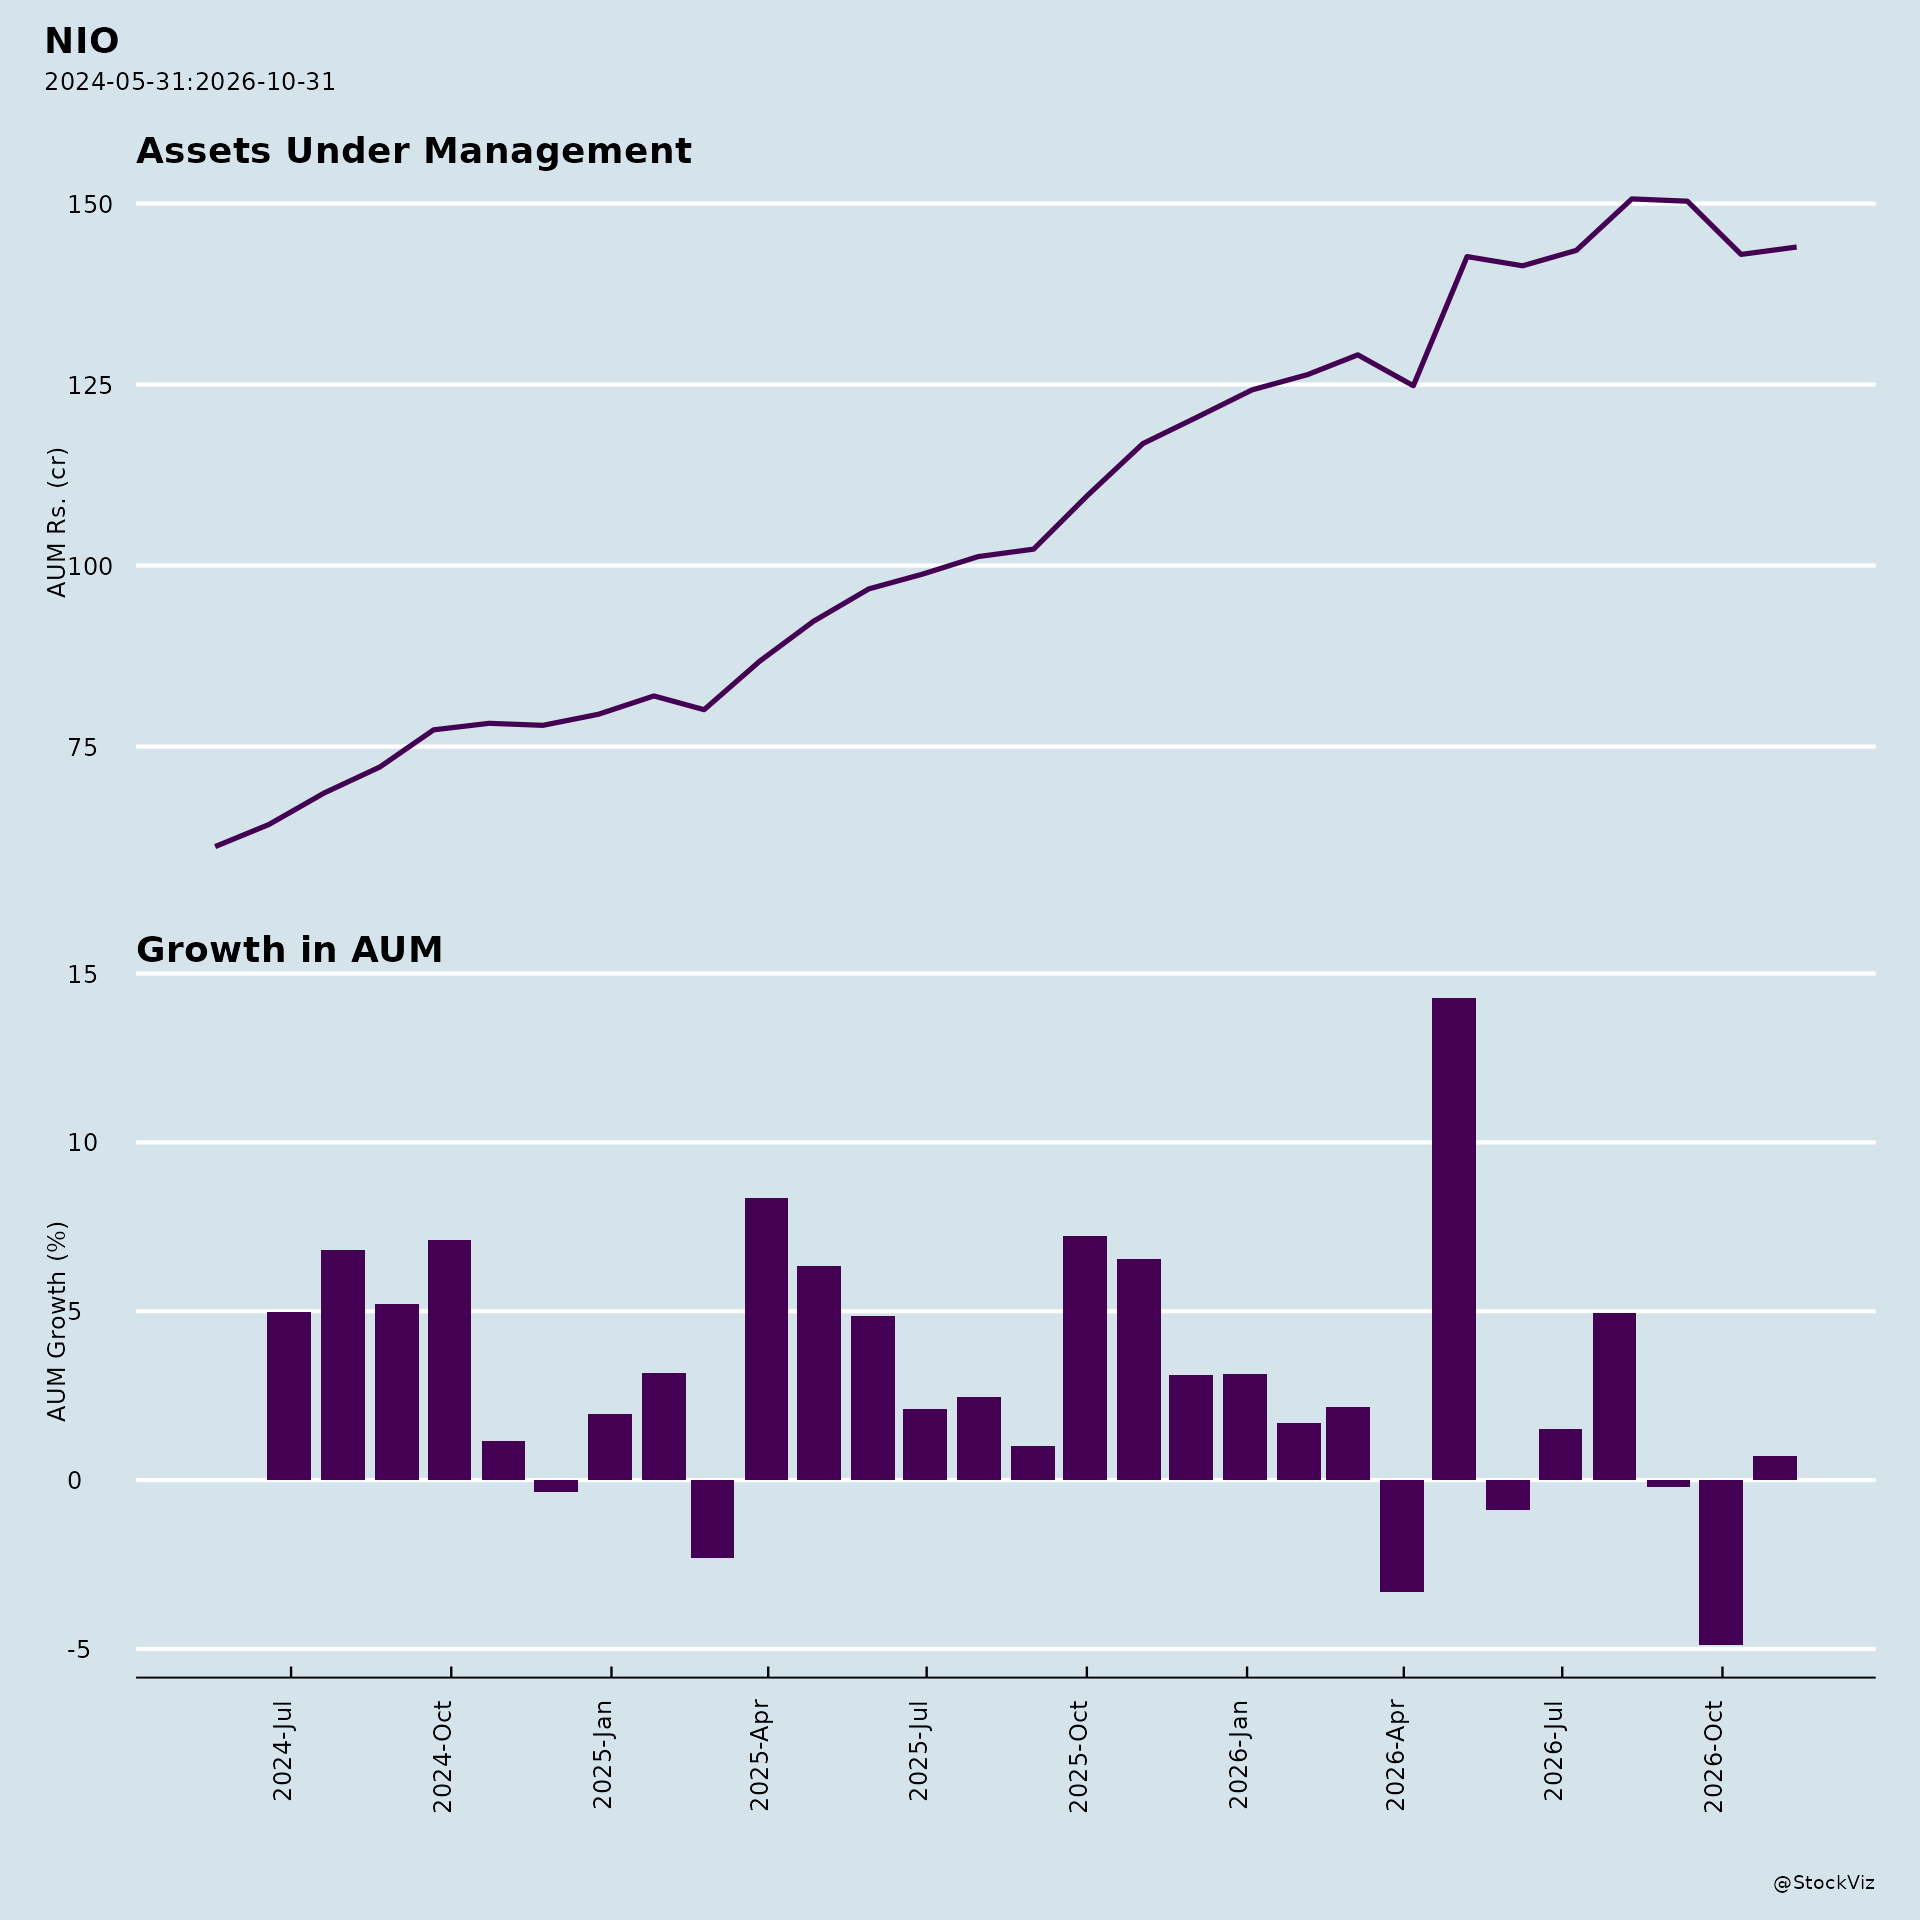 NIO
2024-05-31:2026-10-31
Assets Under Management
150
125
100
75
AUM Rs. (cr)
Growth in AUM
15
10
5
0
-5
AUM Growth (%)
2024-Jul
2024-Oct
2025-Jan
2025-Apr
2025-Jul
2025-Oct
2026-Jan
2026-Apr
2026-Jul
2026-Oct
@StockViz